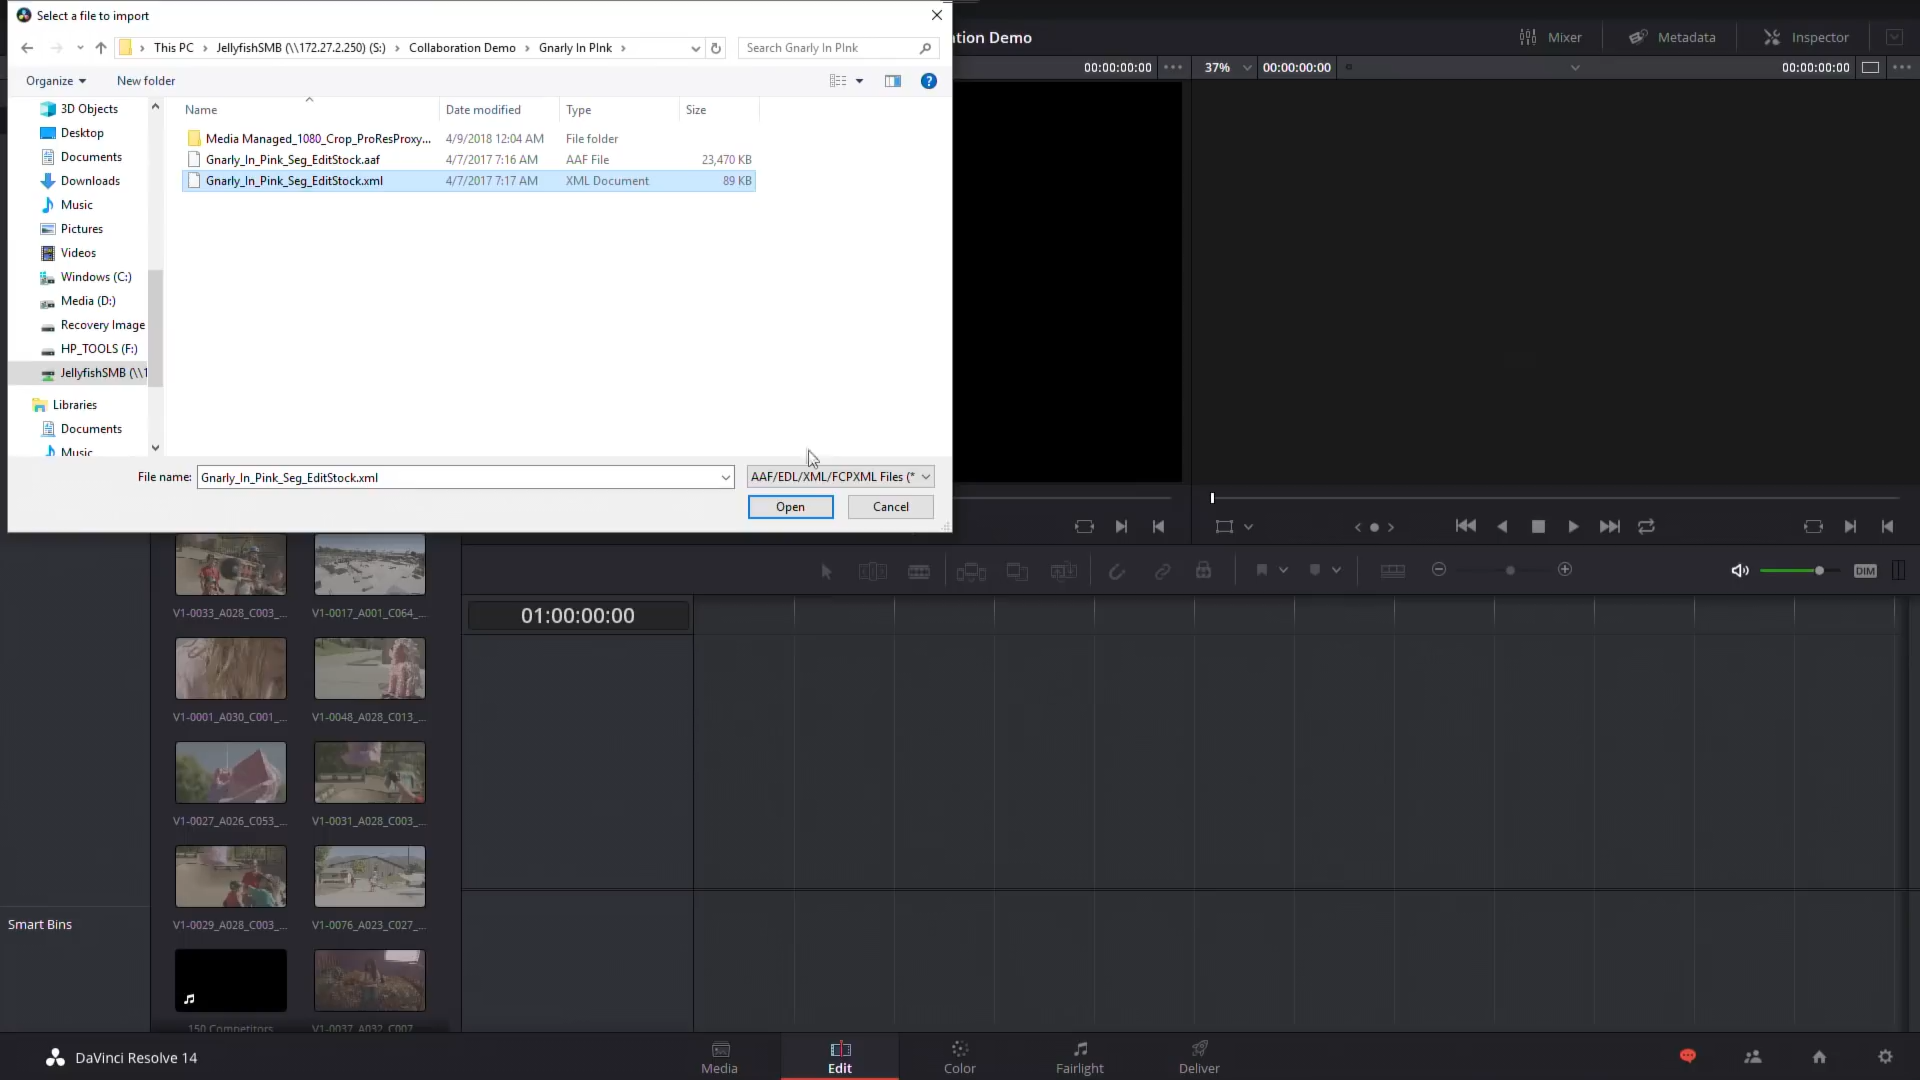 Select a file to import
This PC > JellyfishSMB (\\172.27.2.250) (S:) > Collaboration Demo > Gnarly In PInk >
Search Gnarly In PInk
Organize
New folder
Name
Date modified
Type
Size
3D Objects
Desktop
Documents
Downloads
Music
Pictures
Videos
Windows (C:)
Media (D:)
Recovery Image
HP_TOOLS (F:)
JellyfishSMB (\\1
Libraries
Documents
Music
Media Managed_1080_Crop_ProResProxy... 4/9/2018 12:04 AM File folder
Gnarly_In_Pink_Seg_EditStock.aaf 4/7/2017 7:16 AM AAF File 23,470 KB
Gnarly_In_Pink_Seg_EditStock.xml 4/7/2017 7:17 AM XML Document 89 KB
File name: Gnarly_In_Pink_Seg_EditStock.xml
AAF/EDL/XML/FCPXML Files (*
Open
Cancel
tion Demo
Mixer
Metadata
Inspector
00:00:00:00
37%
00:00:00:00
00:00:00:00
DIM
01:00:00:00
V1-0033_A028_C003_... V1-0017_A001_C064_...
V1-0001_A030_C001_... V1-0048_A028_C013_...
V1-0027_A026_C053_... V1-0031_A028_C003_...
V1-0029_A028_C003_... V1-0076_A023_C027_...
150 Competitors V1-0037_A032_C007_
Smart Bins
DaVinci Resolve 14
Media
Edit
Color
Fairlight
Deliver